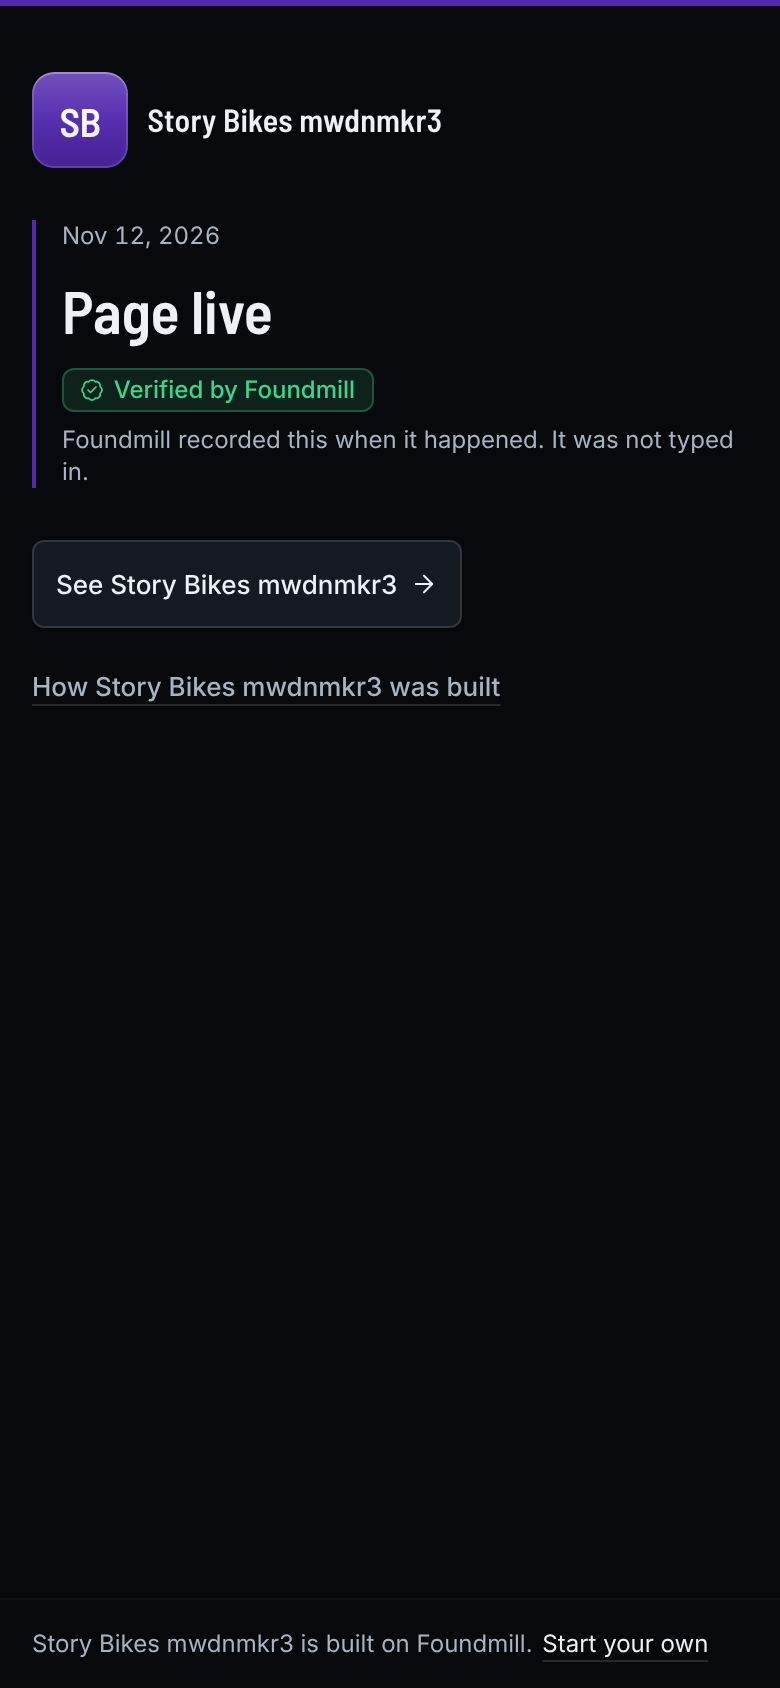 SB
Story Bikes mwdnmkr3
Nov 12, 2026
Page live
Verified by Foundmill
Foundmill recorded this when it happened. It was not typed
in.
See Story Bikes mwdnmkr3
How Story Bikes mwdnmkr3 was built
Story Bikes mwdnmkr3 is built on Foundmill. Start your own